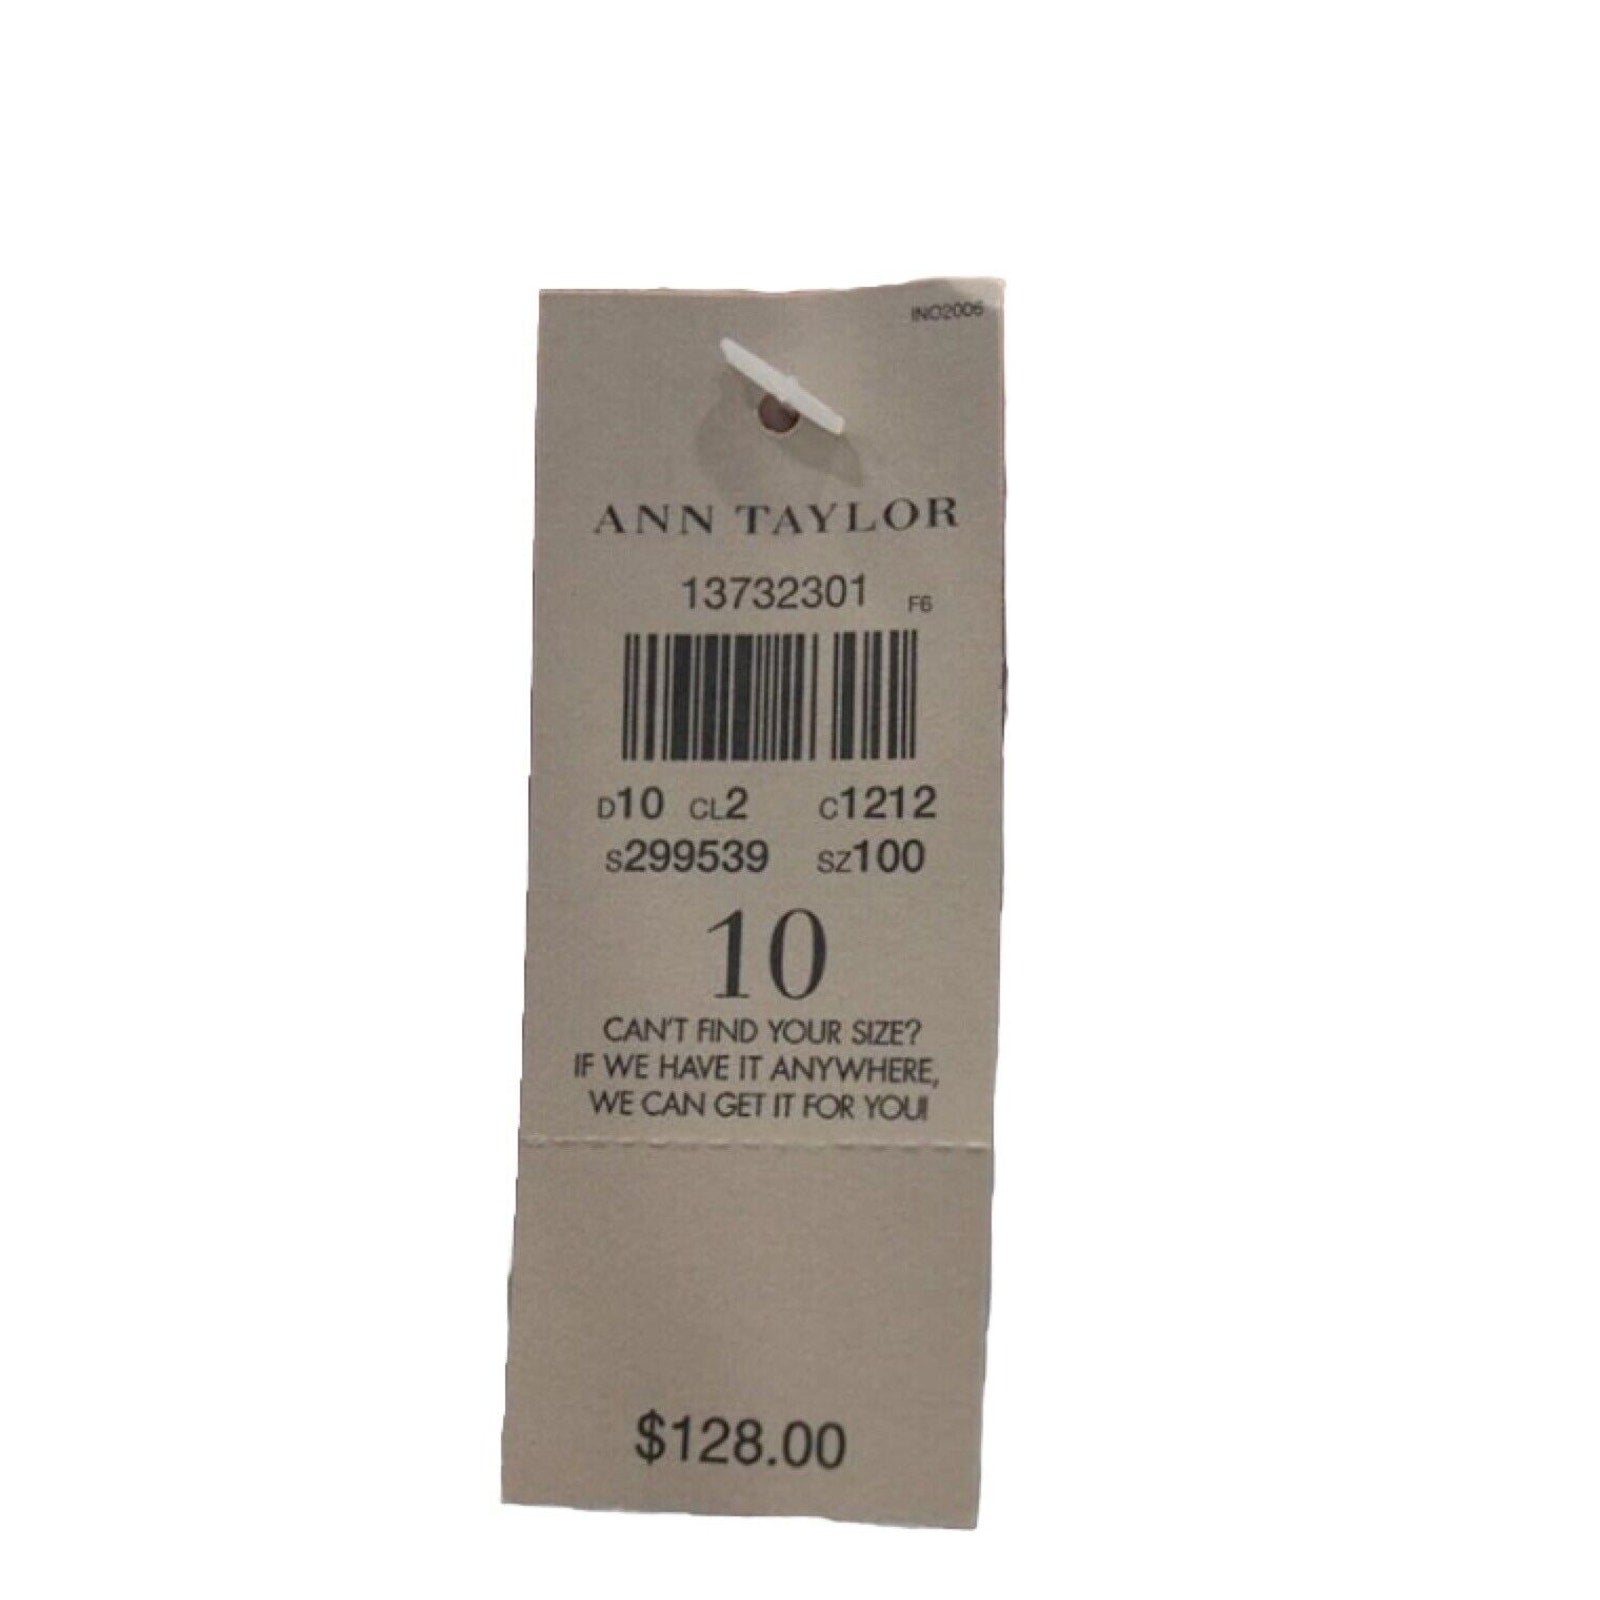 INO2006
ANN TAYLOR
13732301 F6
D10 CL2 C1212
S299539 SZ100
10
CAN'T FIND YOUR SIZE?
IF WE HAVE IT ANYWHERE,
WE CAN GET IT FOR YOU!
$128.00